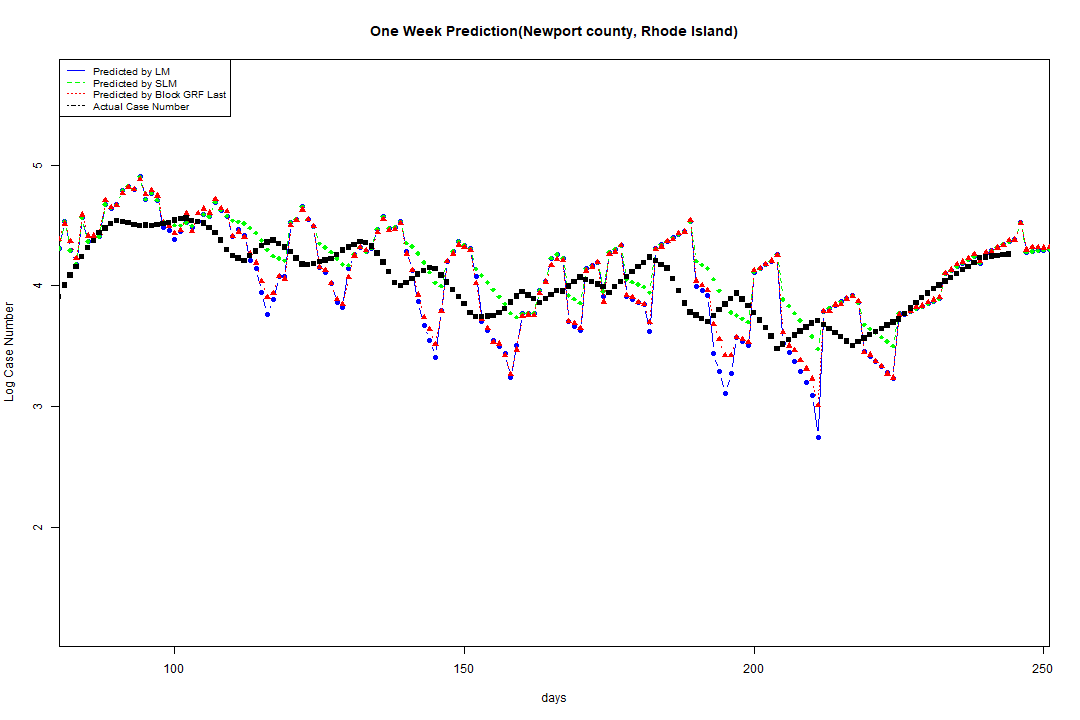 One Week Prediction(Newport county, Rhode Island)
Predicted by LM
Predicted by SLM
Predicted by Block GRF Last
Actual Case Number
5
4
3
2
Log Case Number
100 150 200 250
days